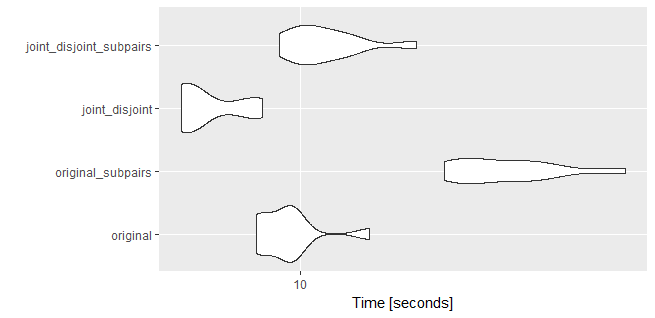 joint_disjoint_subpairs
joint_disjoint
original_subpairs
original
10
Time [seconds]